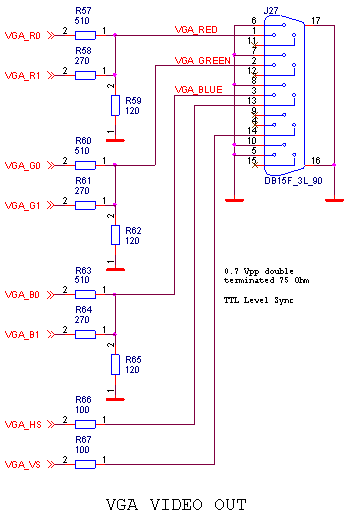 R57
510
VGA_R0
2
1
VGA_RED
R58
270
VGA_R1
2
1
2
R59
120
1
VGA_GREEN
VGA_BLUE
J27
6
1
11
7
2
12
8
3
13
9
4
14
10
5
15
17
16
DB15F_3L_90
R60
510
VGA_G0
2
1
R61
270
VGA_G1
2
1
2
R62
120
1
R63
510
VGA_B0
2
1
R64
270
VGA_B1
2
1
2
R65
120
1
0.7 Vpp double
terminated 75 Ohm
TTL Level Sync
R66
100
VGA_HS
2
1
R67
100
VGA_VS
2
1
VGA VIDEO OUT